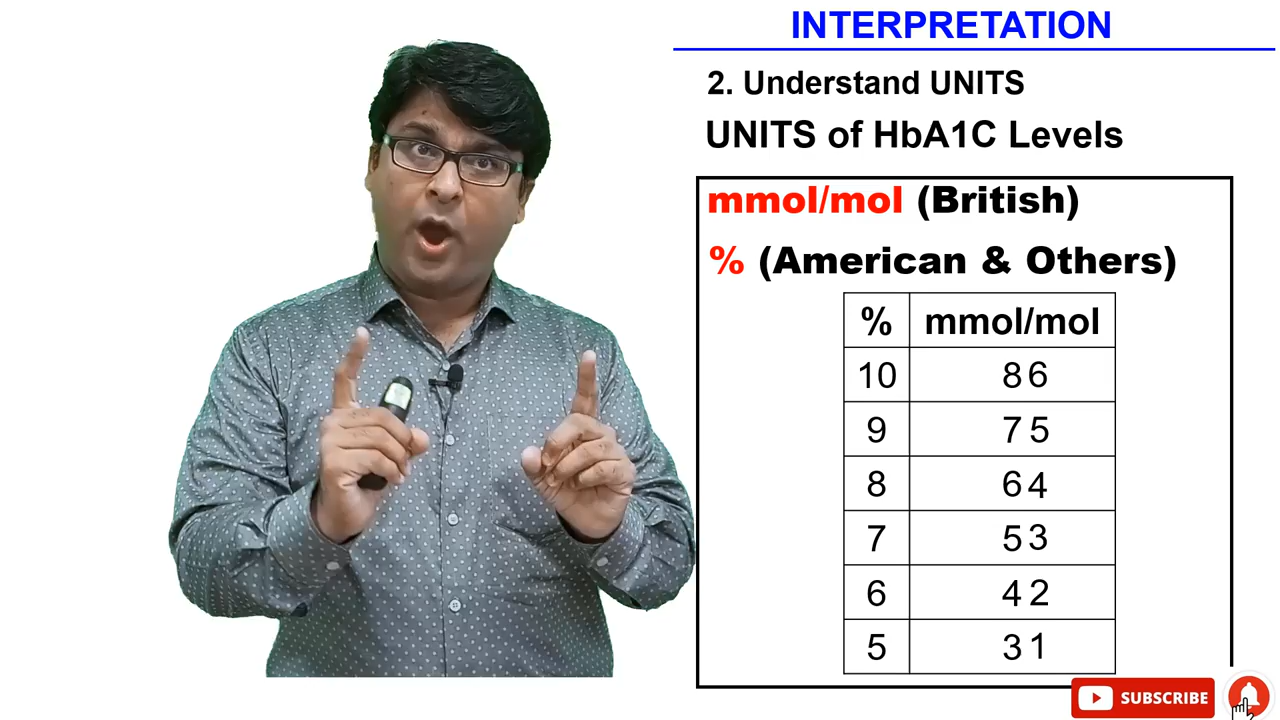 INTERPRETATION
2. Understand UNITS
UNITS of HbA1C Levels
mmol/mol (British)
% (American & Others)
% mmol/mol
10 86
9 75
8 64
7 53
6 42
5 31
SUBSCRIBE